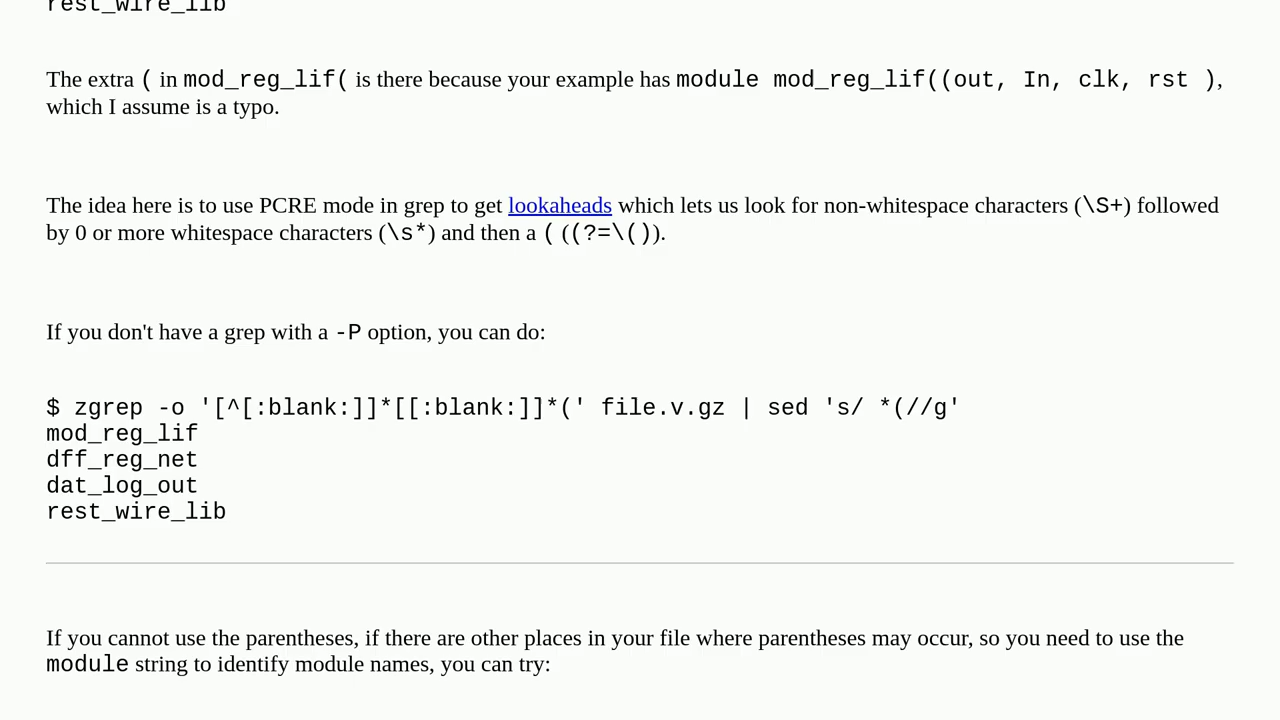 rest_wire_lib
The extra ( in mod_reg_lif( is there because your example has module mod_reg_lif((out, In, clk, rst ),
which I assume is a typo.
The idea here is to use PCRE mode in grep to get lookaheads which lets us look for non-whitespace characters (\S+) followed
by 0 or more whitespace characters (\s*) and then a ( ((?=\()).
If you don't have a grep with a -P option, you can do:
$ zgrep -o '[^[:blank:]]*[[:blank:]]*(' file.v.gz | sed 's/ *(//g'
mod_reg_lif
dff_reg_net
dat_log_out
rest_wire_lib
If you cannot use the parentheses, if there are other places in your file where parentheses may occur, so you need to use the
module string to identify module names, you can try: